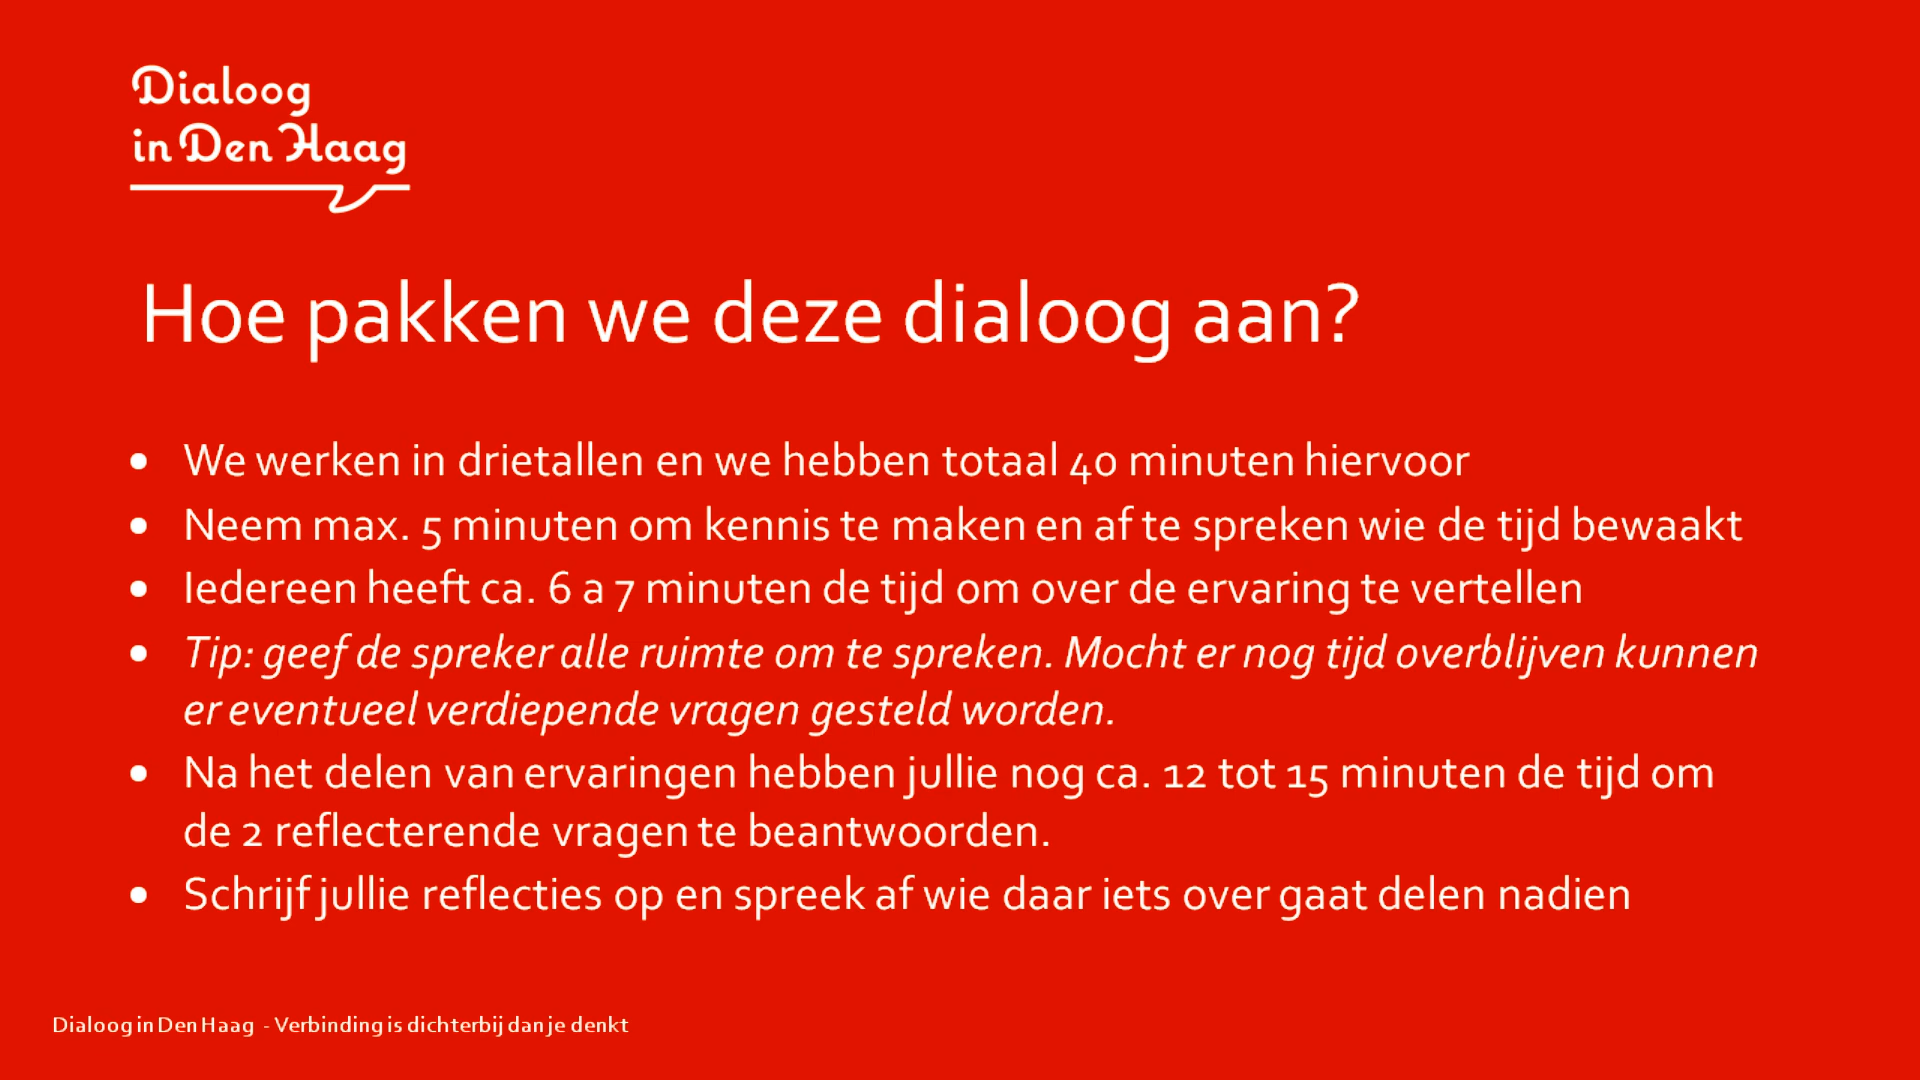 Dialoog
in Den Haag
Hoe pakken we deze dialoog aan?
• We werken in drietallen en we hebben totaal 40 minuten hiervoor
• Neem max. 5 minuten om kennis te maken en af te spreken wie de tijd bewaakt
• Iedereen heeft ca. 6 a 7 minuten de tijd om over de ervaring te vertellen
• Tip: geef de spreker alle ruimte om te spreken. Mocht er nog tijd overblijven kunnen
er eventueel verdiepende vragen gesteld worden.
• Na het delen van ervaringen hebben jullie nog ca. 12 tot 15 minuten de tijd om
de 2 reflecterende vragen te beantwoorden.
• Schrijf jullie reflecties op en spreek af wie daar iets over gaat delen nadien
Dialoog in Den Haag - Verbinding is dichterbij dan je denkt